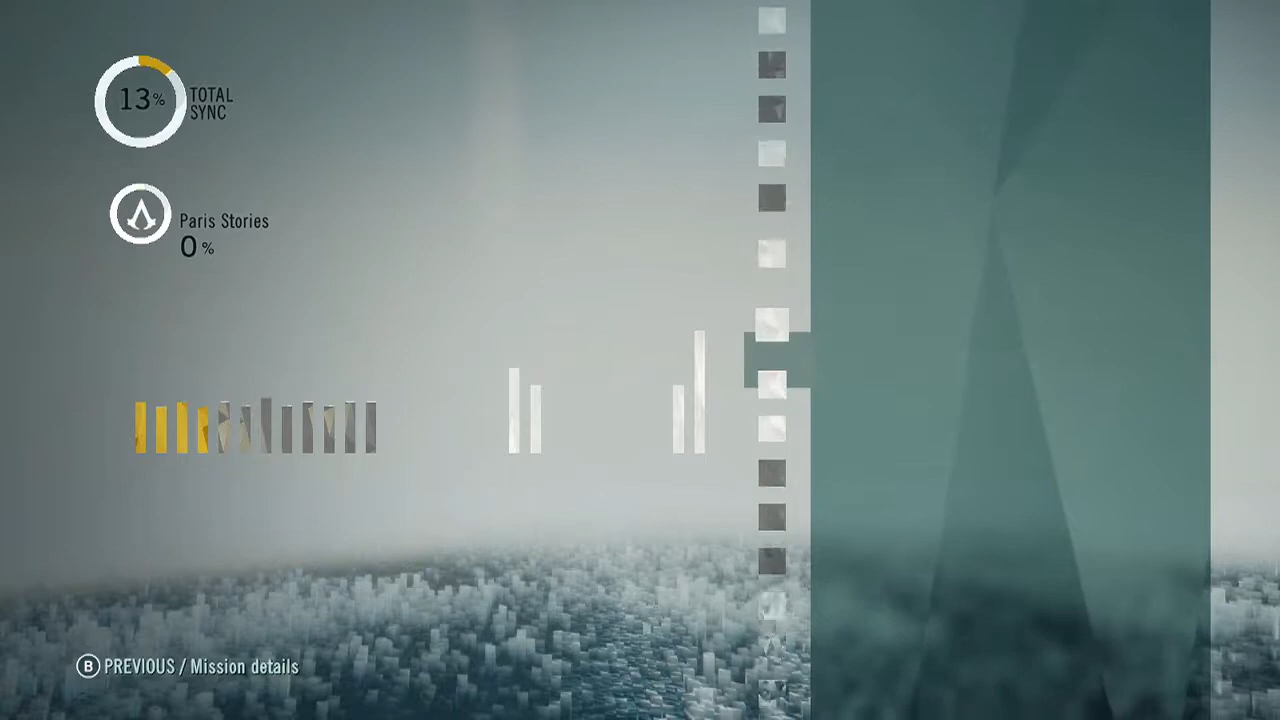 13%
TOTAL
SYNC
Paris Stories
0%
B PREVIOUS / Mission details